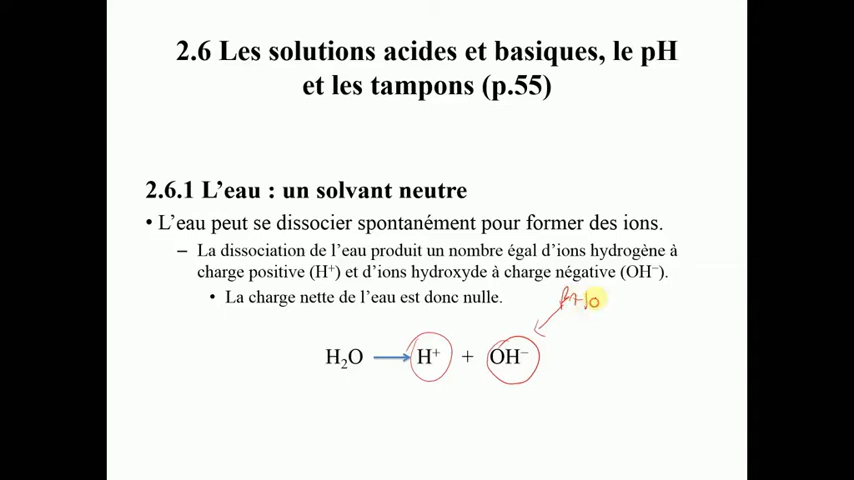 2.6 Les solutions acides et basiques, le pH
et les tampons (p.55)
2.6.1 L’eau : un solvant neutre
• L’eau peut se dissocier spontanément pour former des ions.
– La dissociation de l’eau produit un nombre égal d’ions hydrogène à
charge positive (H⁺) et d’ions hydroxyde à charge négative (OH⁻).
• La charge nette de l’eau est donc nulle.
H₂O ⟶ H⁺ + OH⁻